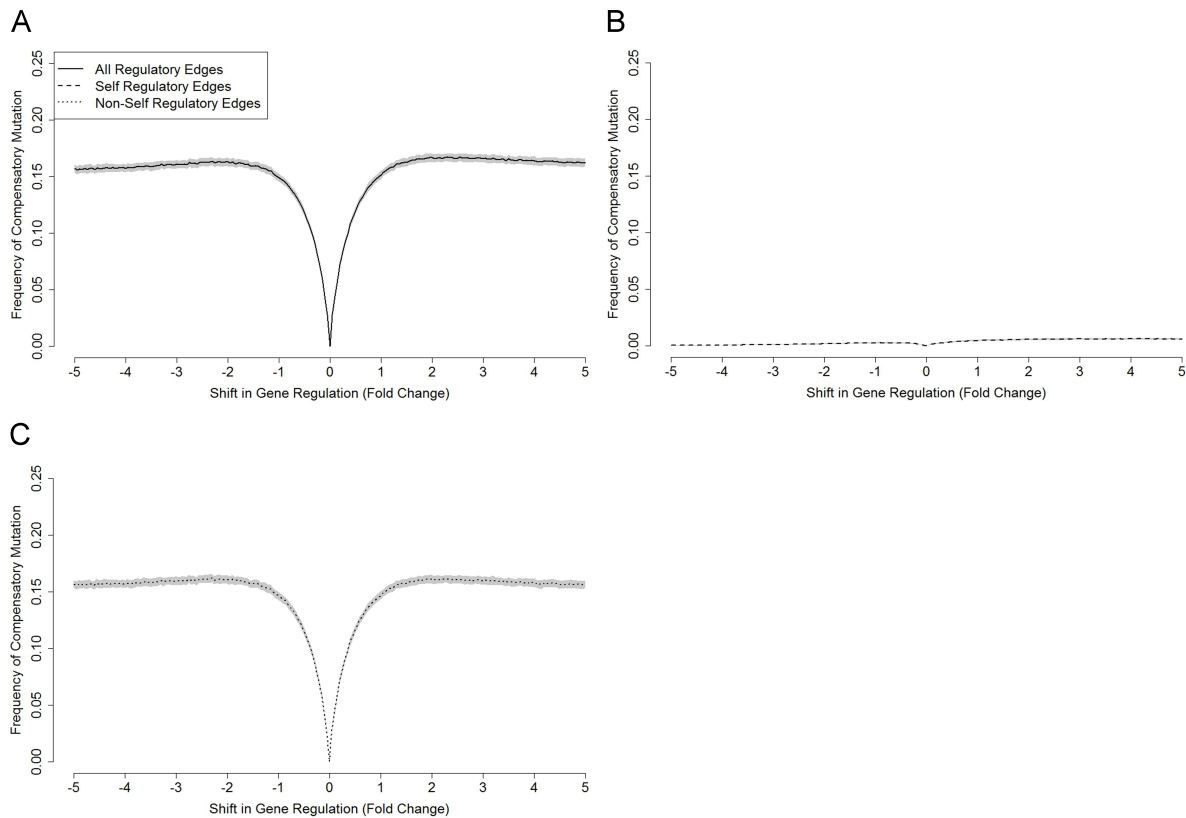 A
All Regulatory Edges
Self Regulatory Edges
Non-Self Regulatory Edges
Frequency of Compensatory Mutation
0.00 0.05 0.10 0.15 0.20 0.25
-5 -4 -3 -2 -1 0 1 2 3 4 5
Shift in Gene Regulation (Fold Change)
B
Frequency of Compensatory Mutation
0.00 0.05 0.10 0.15 0.20 0.25
-5 -4 -3 -2 -1 0 1 2 3 4 5
Shift in Gene Regulation (Fold Change)
C
Frequency of Compensatory Mutation
0.00 0.05 0.10 0.15 0.20 0.25
-5 -4 -3 -2 -1 0 1 2 3 4 5
Shift in Gene Regulation (Fold Change)